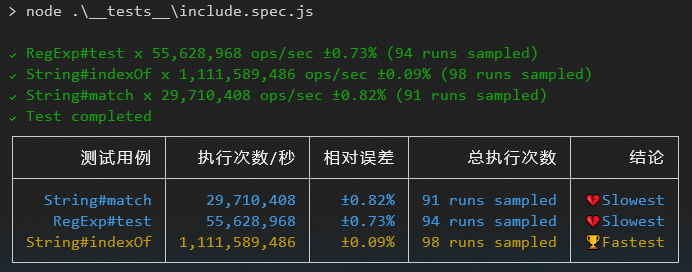 > node .\__tests__\include.spec.js
✓ RegExp#test x 55,628,968 ops/sec ±0.73% (94 runs sampled)
✓ String#indexOf x 1,111,589,486 ops/sec ±0.09% (98 runs sampled)
✓ String#match x 29,710,408 ops/sec ±0.82% (91 runs sampled)
✓ Test completed
测试用例 执行次数/秒 相对误差 总执行次数 结论
String#match 29,710,408 ±0.82% 91 runs sampled 💔Slowest
RegExp#test 55,628,968 ±0.73% 94 runs sampled 💔Slowest
String#indexOf 1,111,589,486 ±0.09% 98 runs sampled 🏆Fastest